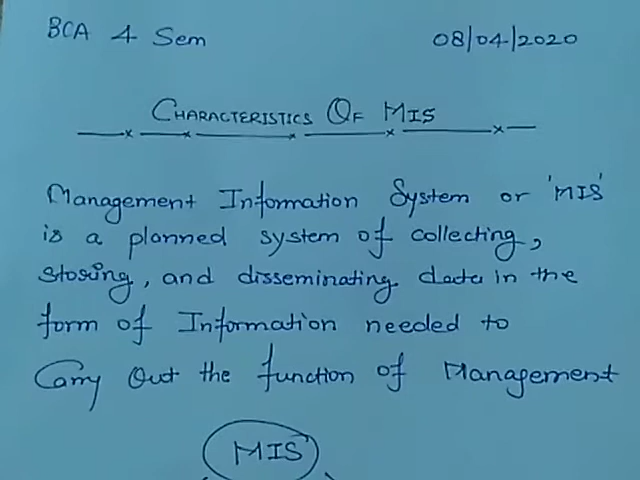 BCA 4 Sem 08/04/2020
CHARACTERISTICS OF MIS
Management Information System or 'MIS'
is a planned system of collecting,
storing, and disseminating data in the
form of Information needed to
Carry Out the function of Management
MIS